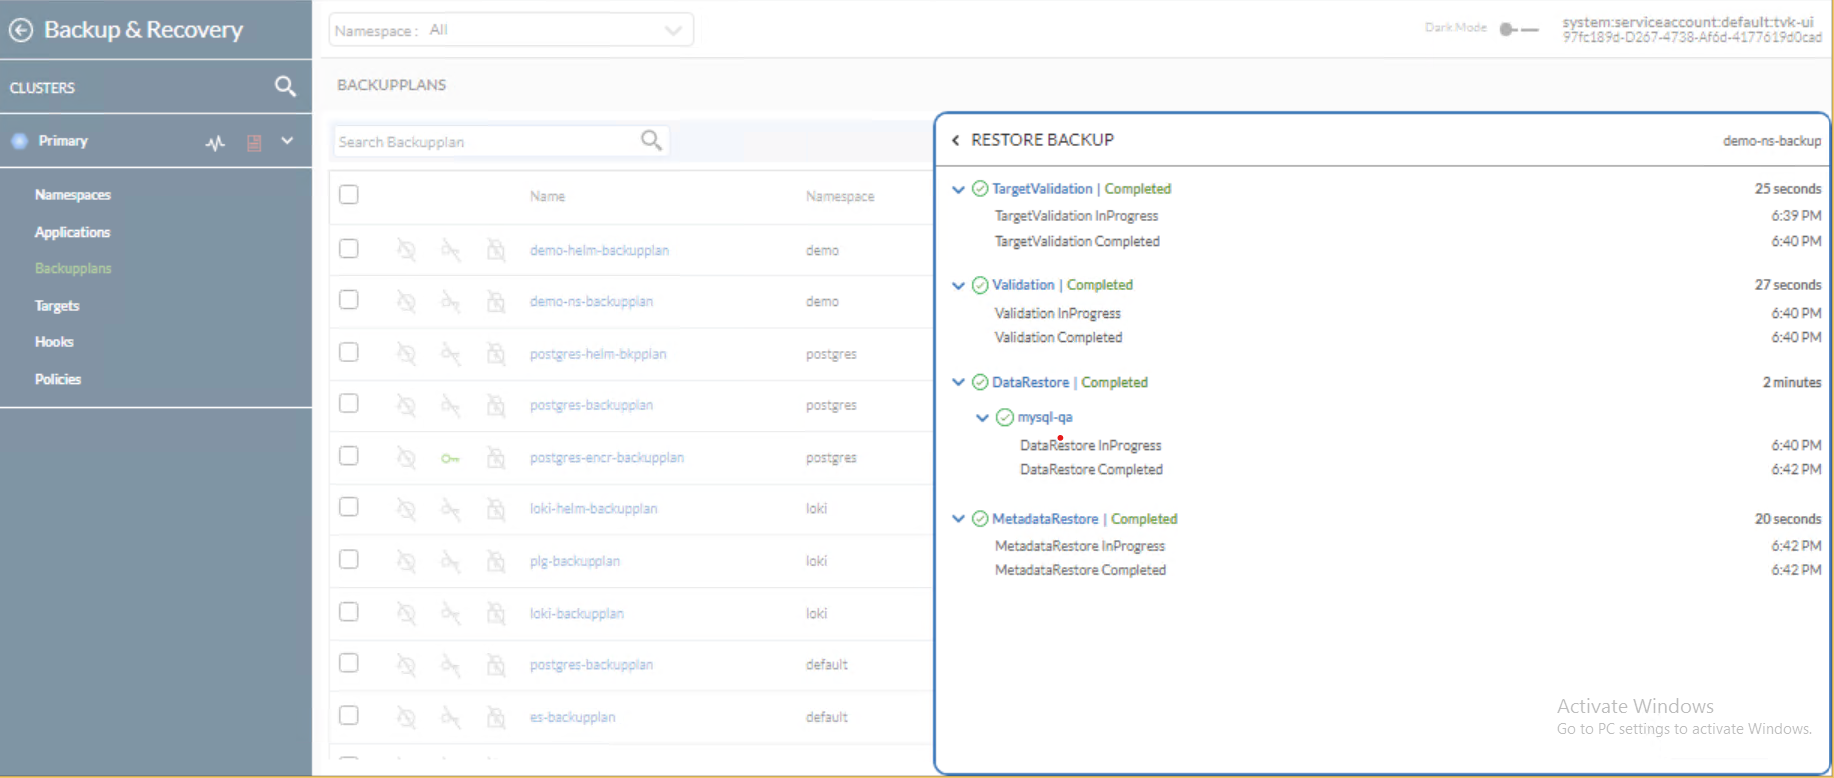 Backup & Recovery
Namespace : All
Dark Mode
system:serviceaccount:default:tvk-ui
97fc189d-D267-4738-Af6d-4177619d0cad
CLUSTERS
BACKUPPLANS
Primary
Search Backupplan
Namespaces
Applications
Backupplans
Targets
Hooks
Policies
Name Namespace
demo-helm-backupplan demo
demo-ns-backupplan demo
postgres-helm-bkpplan postgres
postgres-backupplan postgres
postgres-encr-backupplan postgres
loki-helm-backupplan loki
plg-backupplan loki
loki-backupplan loki
postgres-backupplan default
es-backupplan default
RESTORE BACKUP demo-ns-backup
TargetValidation | Completed 25 seconds
TargetValidation InProgress 6:39 PM
TargetValidation Completed 6:40 PM
Validation | Completed 27 seconds
Validation InProgress 6:40 PM
Validation Completed 6:40 PM
DataRestore | Completed 2 minutes
mysql-qa
DataRestore InProgress 6:40 PM
DataRestore Completed 6:42 PM
MetadataRestore | Completed 20 seconds
MetadataRestore InProgress 6:42 PM
MetadataRestore Completed 6:42 PM
Activate Windows
Go to PC settings to activate Windows.